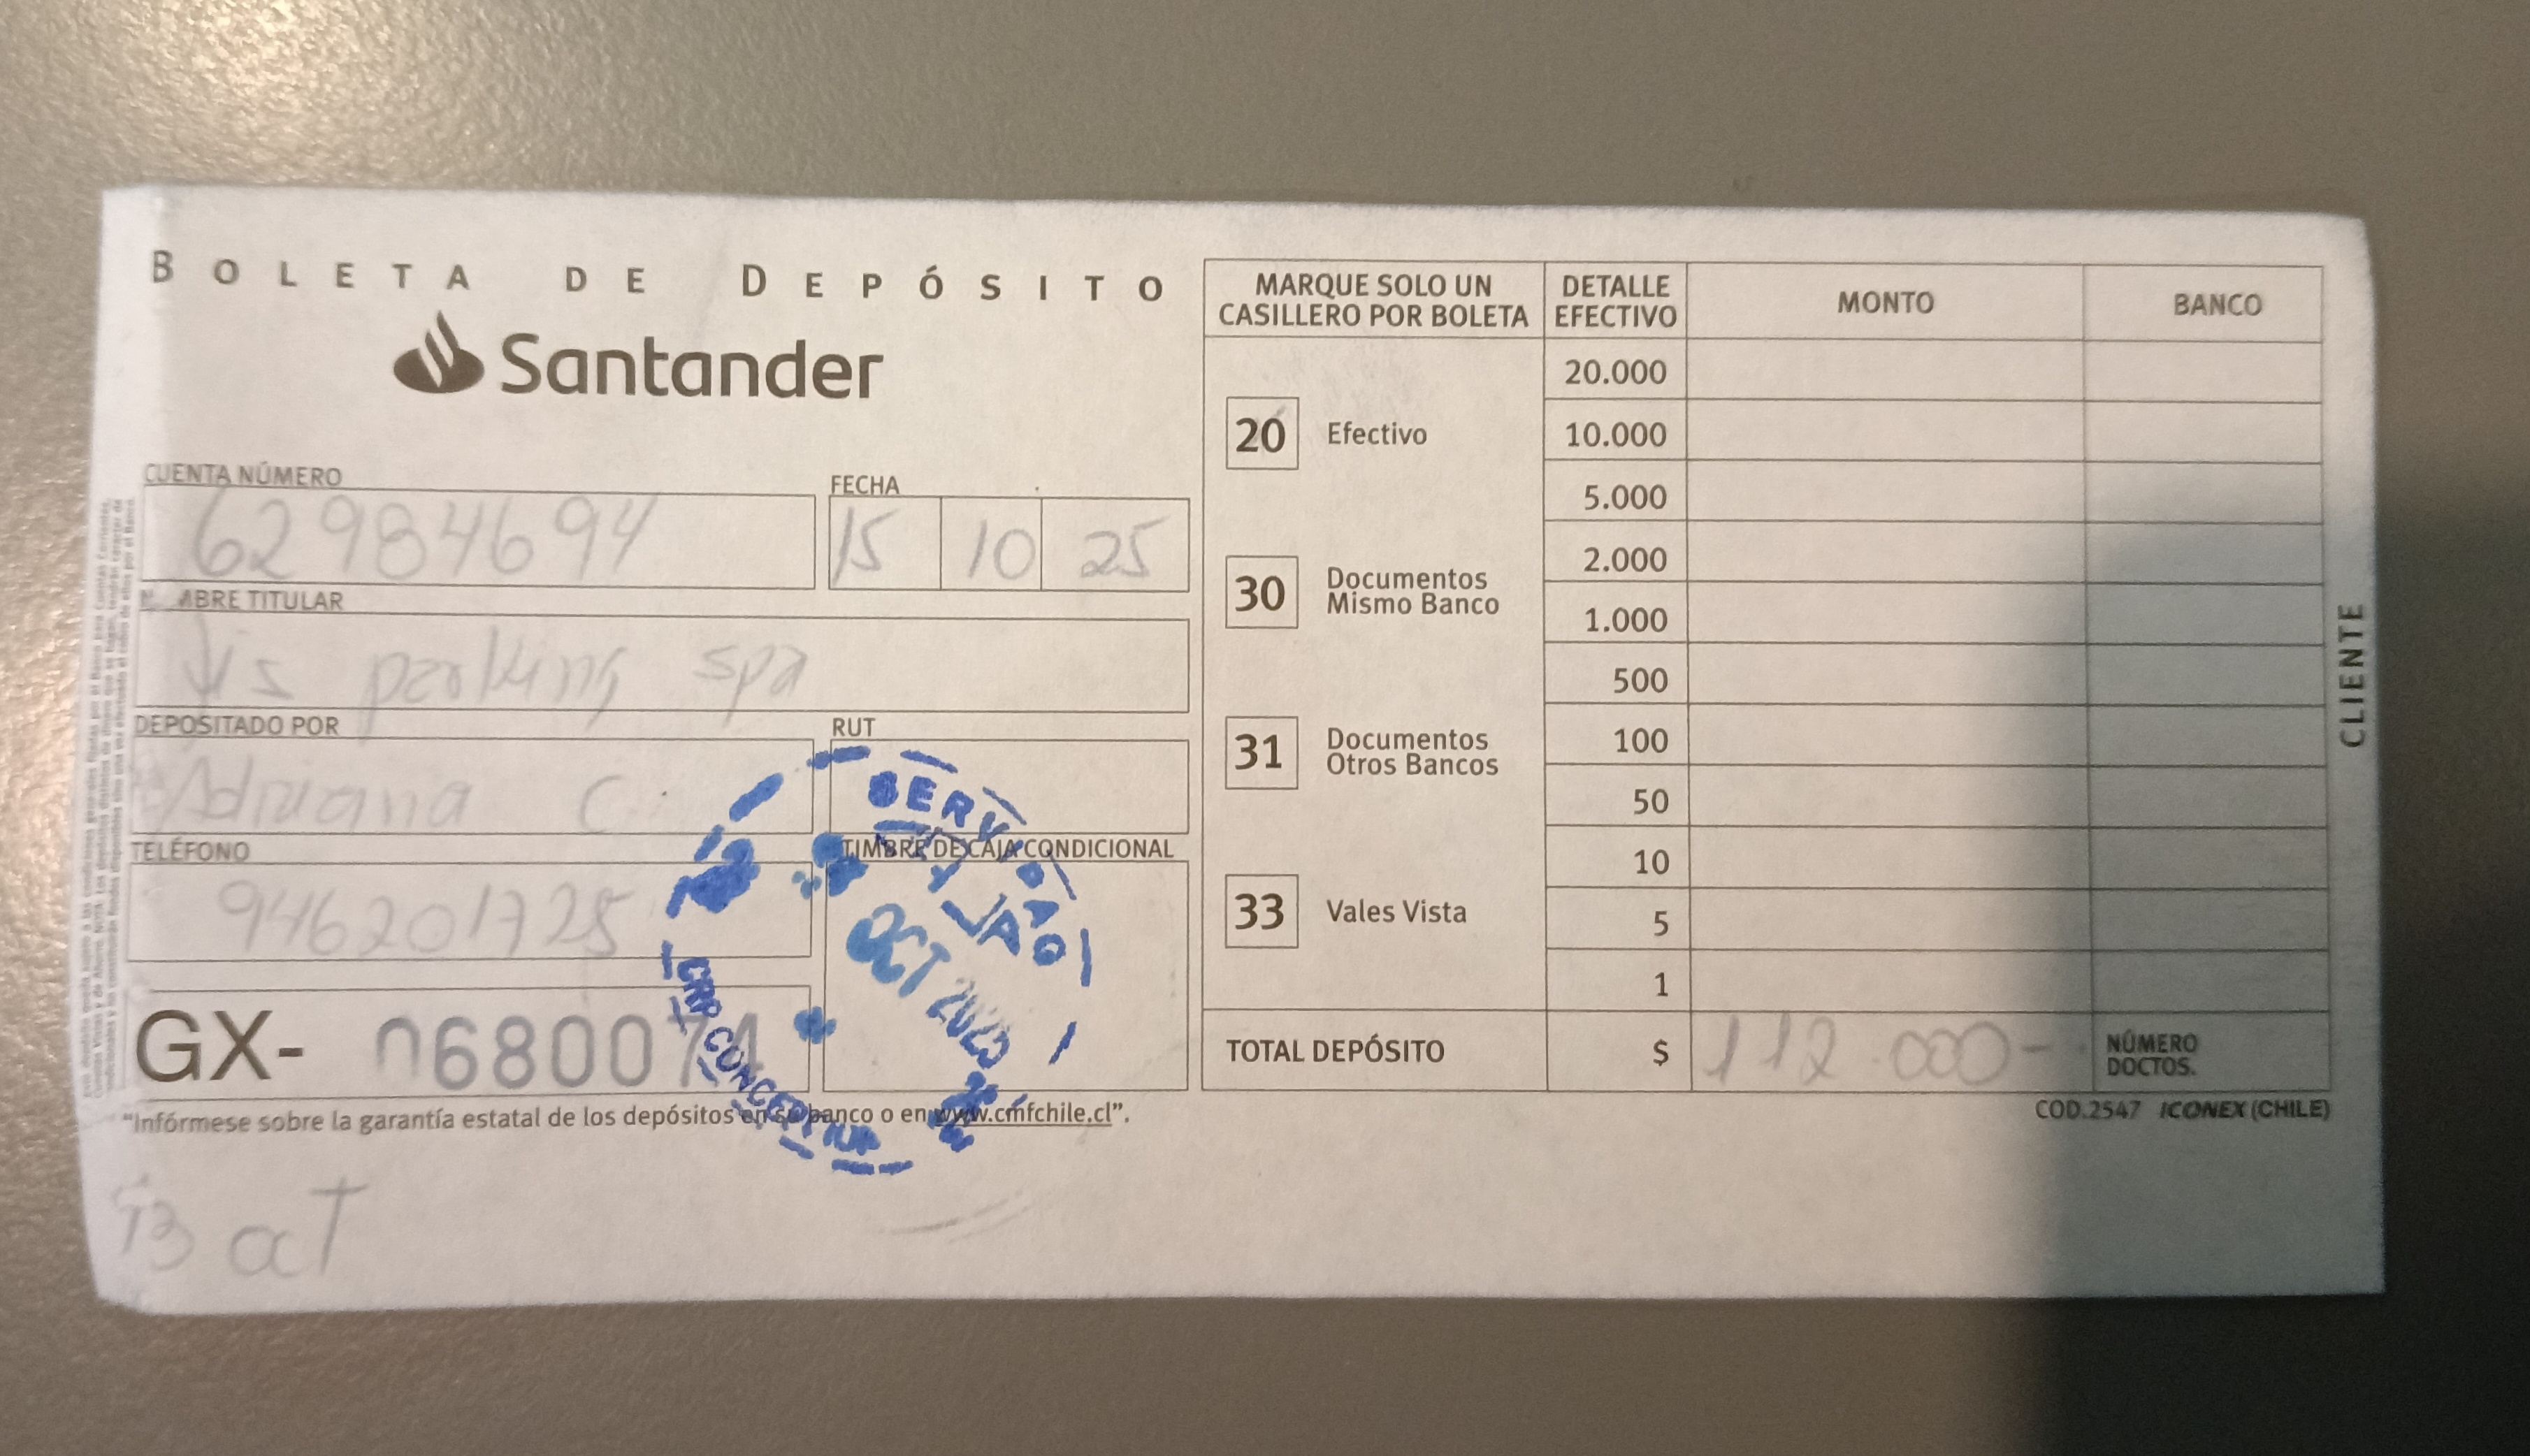 BOLETA DE DEPÓSITO
Santander
CUENTA NÚMERO
62984694
FECHA
15 10 25
BRE TITULAR
parking spa
DEPOSITADO POR
Adriana C.
RUT
TELÉFONO
946201725
TIMBRE DE CAJA CONDICIONAL
GX- 0680074
"Infórmese sobre la garantía estatal de los depósitos en su banco o en www.cmfchile.cl".
OCT 2025
MARQUE SOLO UN CASILLERO POR BOLETA
20 Efectivo
30 Documentos Mismo Banco
31 Documentos Otros Bancos
33 Vales Vista
DETALLE EFECTIVO MONTO BANCO
20.000
10.000
5.000
2.000
1.000
500
100
50
10
5
1
TOTAL DEPÓSITO $ 112.000- NÚMERO DOCTOS.
COD.2547 ICONEX (CHILE)
CLIENTE